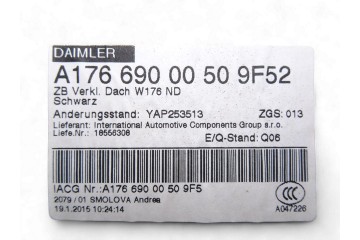 DAIMLER
A176 690 00 50 9F52
ZB Verkl. Dach W176 ND
Schwarz
Änderungsstand: YAP253513 ZGS: 013
Lieferant: International Automotive Components Group s.r.o.
Liefe.Nr.: 18556308
E/Q-Stand: Q06
IACG Nr.:A176 690 00 50 9F5
2079 / 01 SMOLOVA Andrea
19.1.2015 10:24:14
CCC
A047226